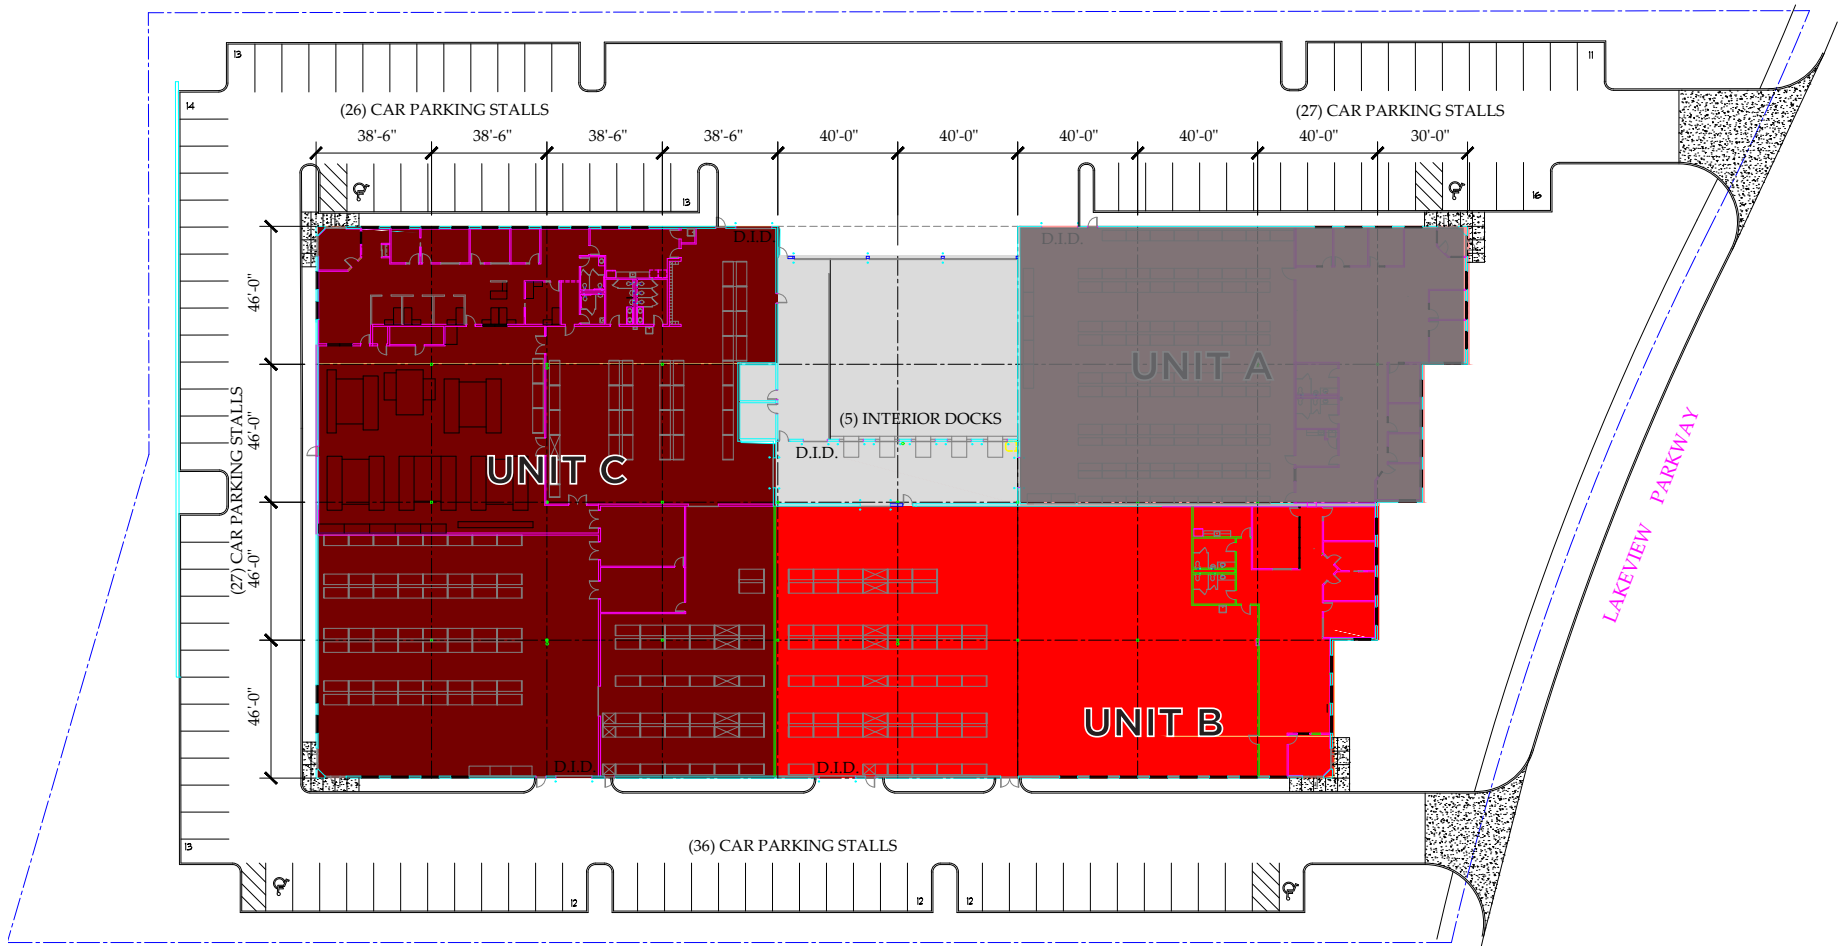 13
11
14
(26) CAR PARKING STALLS
(27) CAR PARKING STALLS
38'-6"
38'-6"
38'-6"
38'-6"
40'-0"
40'-0"
40'-0"
40'-0"
40'-0"
30'-0"
13
16
D.I.D.
D.I.D.
46'-0"
UNIT A
(5) INTERIOR DOCKS
46'-0"
D.I.D.
UNIT C
(27) CAR PARKING STALLS
46'-0"
LAKEVIEW PARKWAY
46'-0"
UNIT B
D.I.D.
D.I.D.
13
(36) CAR PARKING STALLS
12
12
12